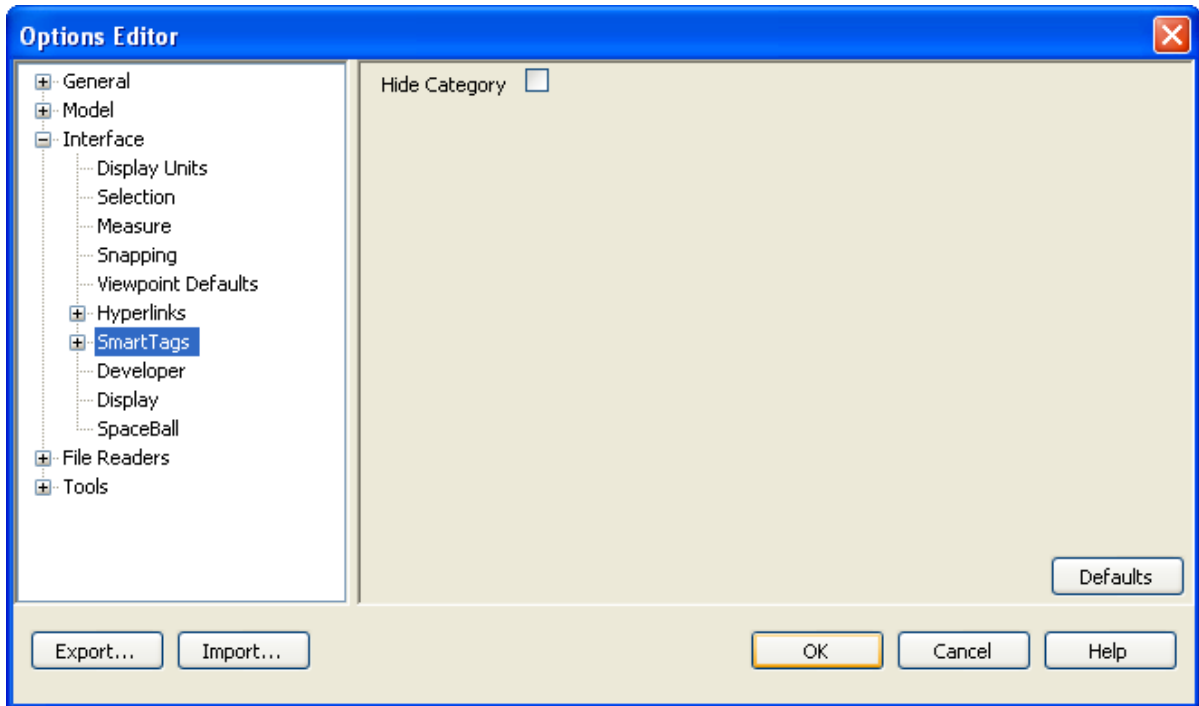 Options Editor
General
Model
Interface
Display Units
Selection
Measure
Snapping
Viewpoint Defaults
Hyperlinks
SmartTags
Developer
Display
SpaceBall
File Readers
Tools
Hide Category
Defaults
Export...
Import...
OK
Cancel
Help